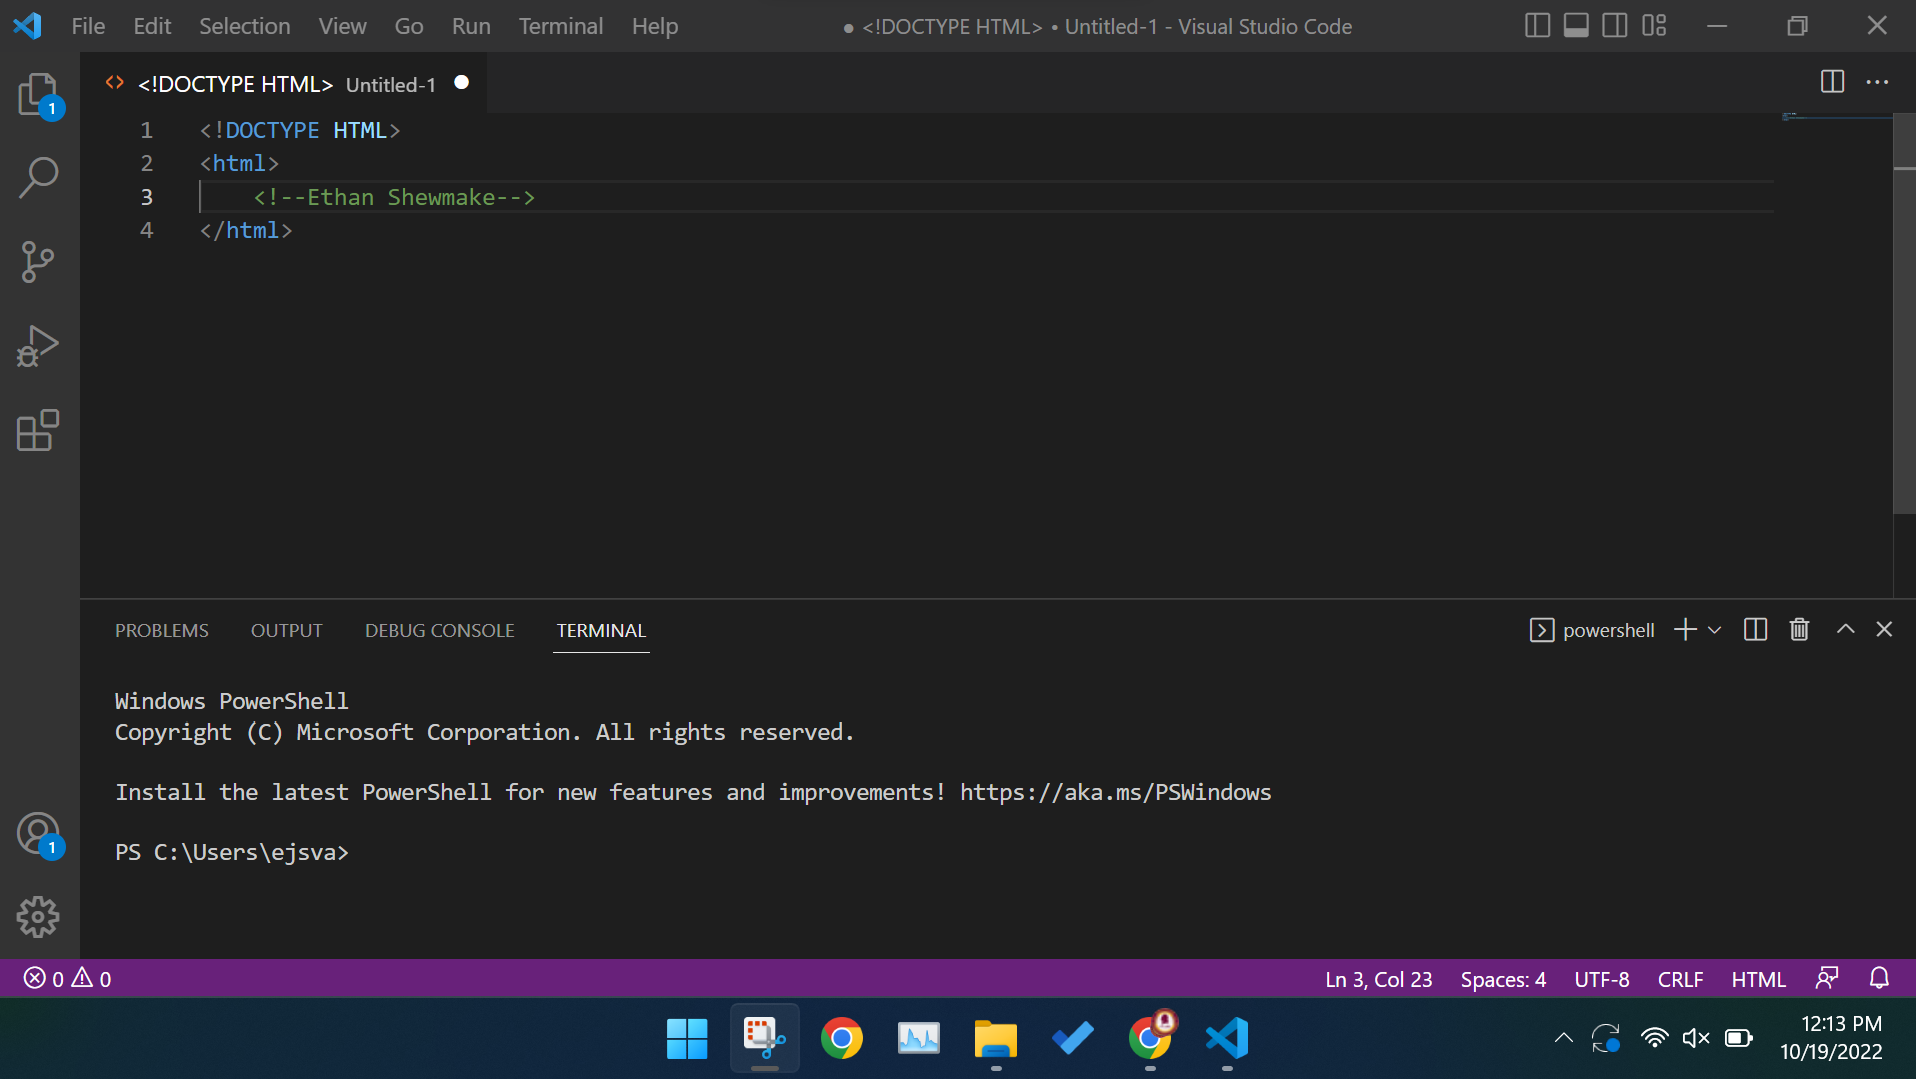 File Edit Selection View Go Run Terminal Help ● <!DOCTYPE HTML> • Untitled-1 - Visual Studio Code
<!DOCTYPE HTML> Untitled-1
1
1 <!DOCTYPE HTML>
2 <html>
3 <!--Ethan Shewmake-->
4 </html>
PROBLEMS OUTPUT DEBUG CONSOLE TERMINAL powershell
Windows PowerShell
Copyright (C) Microsoft Corporation. All rights reserved.
Install the latest PowerShell for new features and improvements! https://aka.ms/PSWindows
PS C:\Users\ejsva>
1
0 0 Ln 3, Col 23 Spaces: 4 UTF-8 CRLF HTML
12:13 PM
10/19/2022